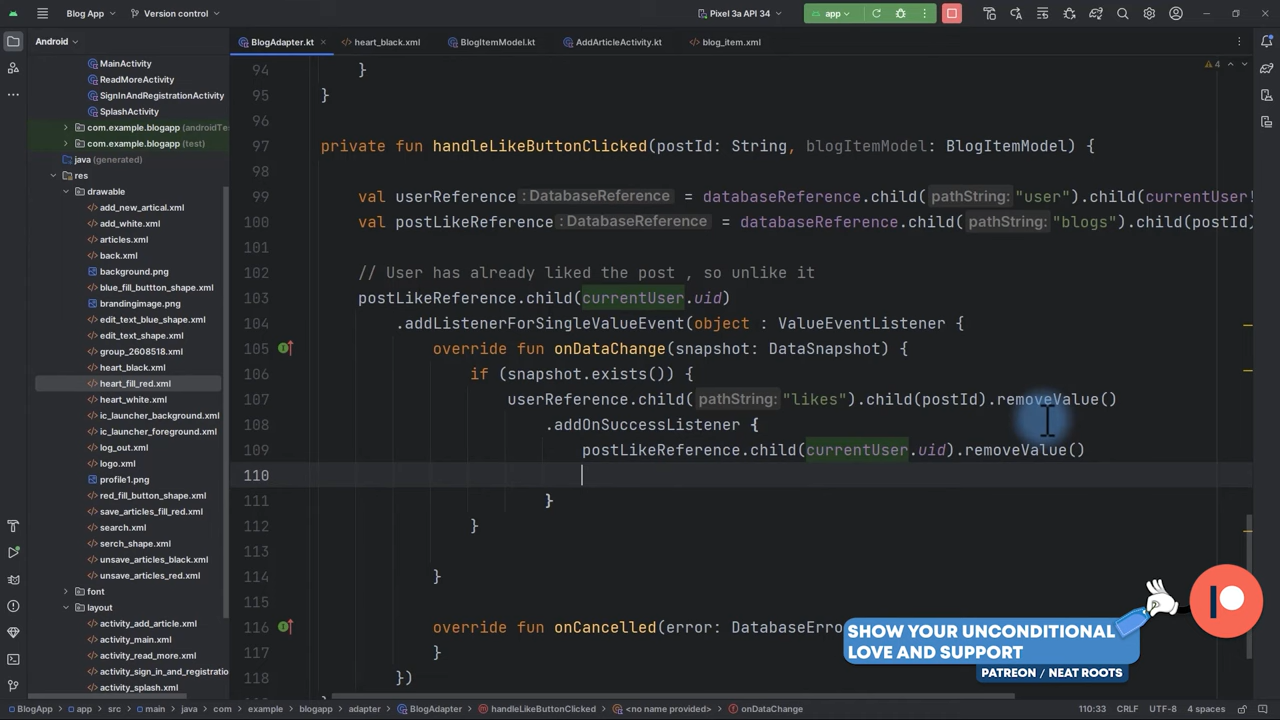 Blog App
Version control
Pixel 3a API 34
app
Android
BlogAdapter.kt
heart_black.xml
BlogItemModel.kt
AddArticleActivity.kt
blog_item.xml
MainActivity
ReadMoreActivity
SignInAndRegistrationActivity
SplashActivity
com.example.blogapp (androidTe
com.example.blogapp (test)
java (generated)
res
drawable
add_new_artical.xml
add_white.xml
articles.xml
back.xml
background.png
blue_fill_buttton_shape.xml
brandingimage.png
edit_text_blue_shape.xml
edit_text_shape.xml
group_2608518.xml
heart_black.xml
heart_fill_red.xml
heart_white.xml
ic_launcher_background.xml
ic_launcher_foreground.xml
log_out.xml
logo.xml
profile1.png
red_fill_button_shape.xml
save_articles_fill_red.xml
search.xml
serch_shape.xml
unsave_articles_black.xml
unsave_articles_red.xml
font
layout
activity_add_article.xml
activity_main.xml
activity_read_more.xml
activity_sign_in_and_registration
activity_splash.xml
4
94 }
95 }
96
97 private fun handleLikeButtonClicked(postId: String, blogItemModel: BlogItemModel) {
98
99 val userReference : DatabaseReference = databaseReference.child( pathString: "user").child(currentUser!
100 val postLikeReference : DatabaseReference = databaseReference.child( pathString: "blogs").child(postId)
101
102 // User has already liked the post , so unlike it
103 postLikeReference.child(currentUser.uid)
104 .addListenerForSingleValueEvent(object : ValueEventListener {
105 override fun onDataChange(snapshot: DataSnapshot) {
106 if (snapshot.exists()) {
107 userReference.child( pathString: "likes").child(postId).removeValue()
108 .addOnSuccessListener {
109 postLikeReference.child(currentUser.uid).removeValue()
110
111 }
112 }
113
114 }
115
116 override fun onCancelled(error: DatabaseErro
117 }
118 })
SHOW YOUR UNCONDITIONAL
LOVE AND SUPPORT
PATREON / NEAT ROOTS
BlogApp > app > src > main > java > com > example > blogapp > adapter > BlogAdapter > handleLikeButtonClicked > <no name provided> > onDataChange
110:33 CRLF UTF-8 4 spaces